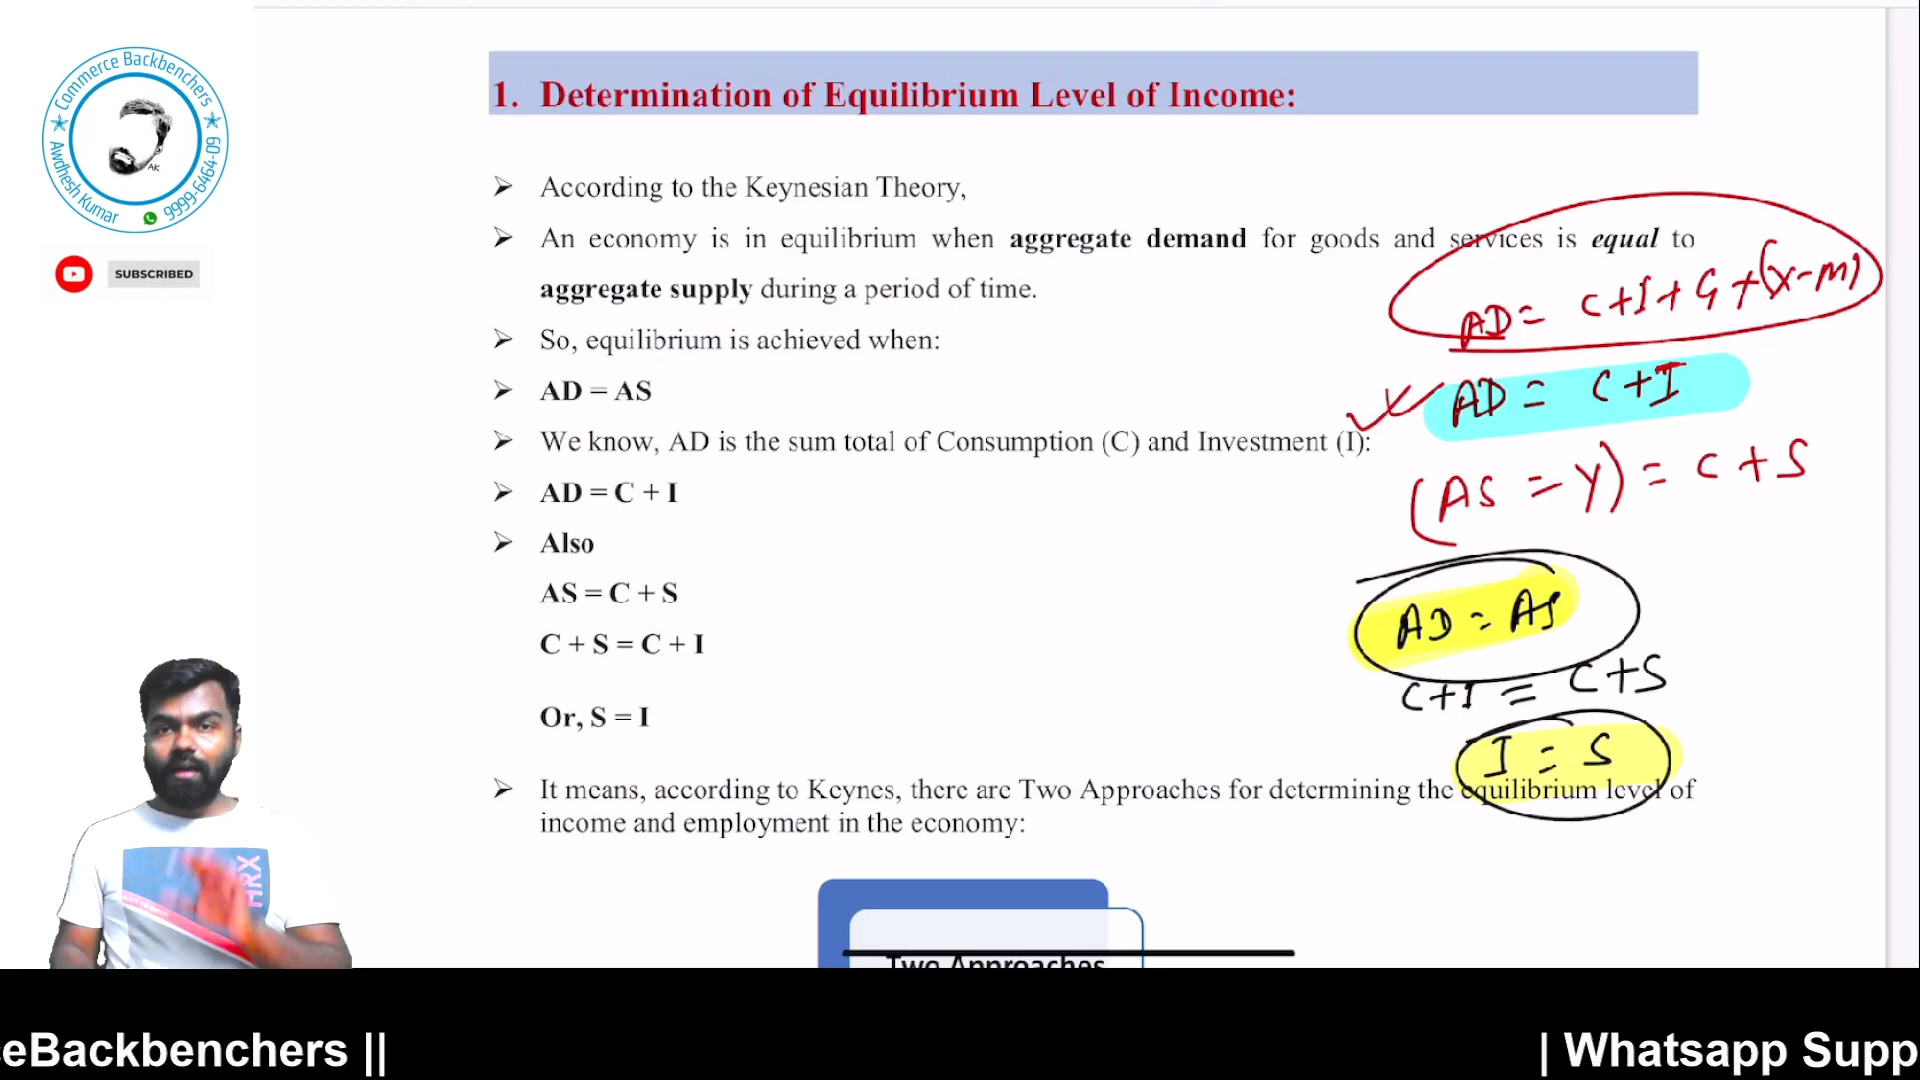 ★ Commerce Backbenchers ★
Awdhesh Kumar
9999-6464-09
AK
SUBSCRIBED
1. Determination of Equilibrium Level of Income:
➤ According to the Keynesian Theory,
➤ An economy is in equilibrium when aggregate demand for goods and services is equal to
aggregate supply during a period of time.
➤ So, equilibrium is achieved when:
➤ AD = AS
➤ We know, AD is the sum total of Consumption (C) and Investment (I):
➤ AD = C + I
➤ Also
AS = C + S
C + S = C + I
Or, S = I
➤ It means, according to Keynes, there are Two Approaches for determining the equilibrium level of
income and employment in the economy:
Two Approaches
AD = C+I+G+(X-M)
AD = C+I
(AS = Y) = C+S
AD = AS
C+I = C+S
I = S
HRX
eBackbenchers ||
| Whatsapp Supp